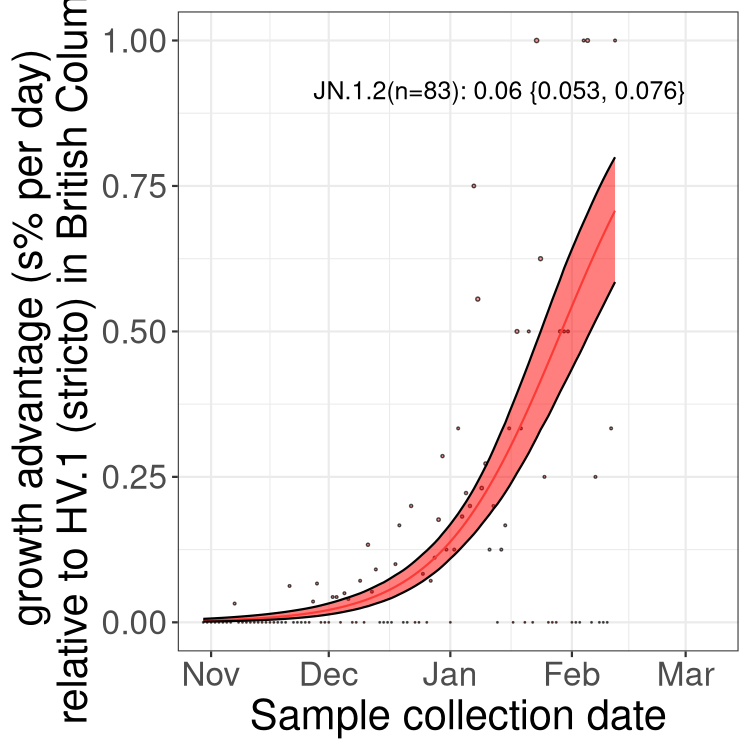 growth advantage (s% per day)
relative to HV.1 (stricto) in British Colum
1.00
0.75
0.50
0.25
0.00
JN.1.2(n=83): 0.06 {0.053, 0.076}
Nov Dec Jan Feb Mar
Sample collection date